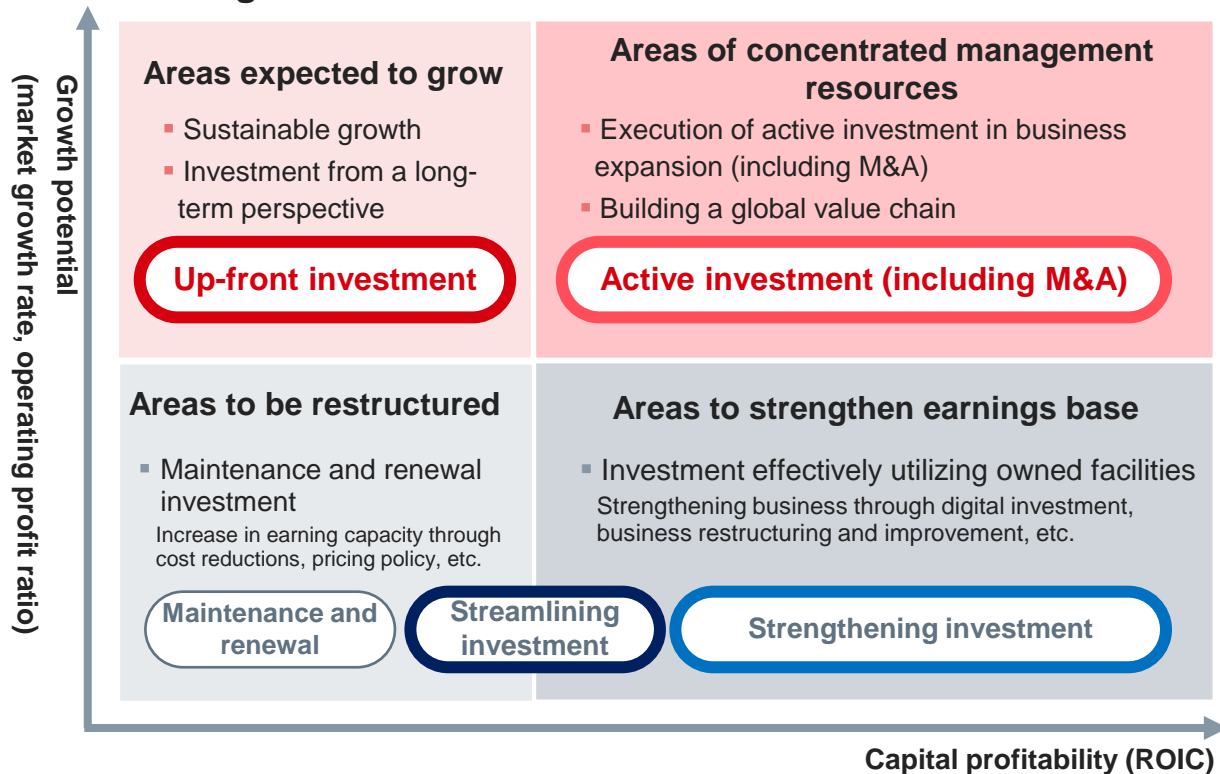 Growth potential
(market growth rate, operating profit ratio)
Areas expected to grow
▪ Sustainable growth
▪ Investment from a long-
term perspective
Up-front investment
Areas of concentrated management
resources
▪ Execution of active investment in business
expansion (including M&A)
▪ Building a global value chain
Active investment (including M&A)
Areas to be restructured
▪ Maintenance and renewal
investment
Increase in earning capacity through
cost reductions, pricing policy, etc.
Maintenance and
renewal
Streamlining
investment
Areas to strengthen earnings base
▪ Investment effectively utilizing owned facilities
Strengthening business through digital investment,
business restructuring and improvement, etc.
Strengthening investment
Capital profitability (ROIC)